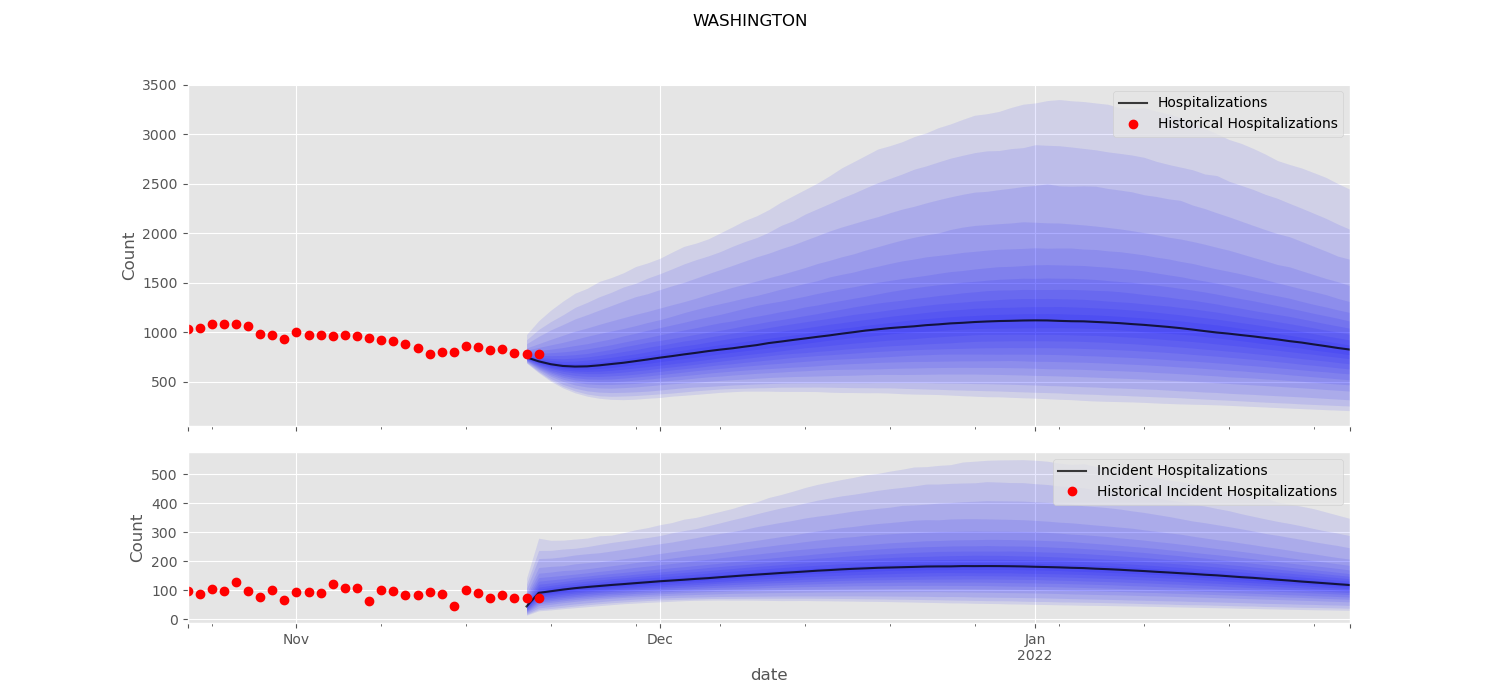 WASHINGTON
Count
3500
3000
2500
2000
1500
1000
500
Hospitalizations
Historical Hospitalizations
Count
500
400
300
200
100
0
Incident Hospitalizations
Historical Incident Hospitalizations
Nov
Dec
Jan
2022
date